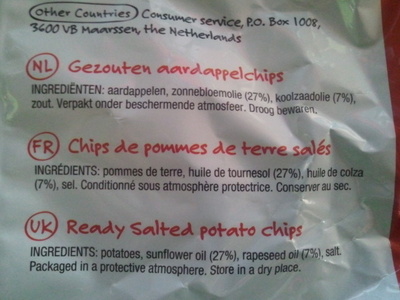 Other Countries Consumer service, P.O. Box 1008,
3600 VB Maarssen, the Netherlands
NL Gezouten aardappelchips
INGREDIËNTEN: aardappelen, zonnebloemolie (27%), koolzaadolie (7%),
zout. Verpakt onder beschermende atmosfeer. Droog bewaren.
FR Chips de pommes de terre salés
INGRÉDIENTS: pommes de terre, huile de tournesol (27%), huile de colza
(7%), sel. Conditionné sous atmosphère protectrice. Conserver au sec.
UK Ready Salted potato chips
INGREDIENTS: potatoes, sunflower oil (27%), rapeseed oil (7%), salt.
Packaged in a protective atmosphere. Store in a dry place.